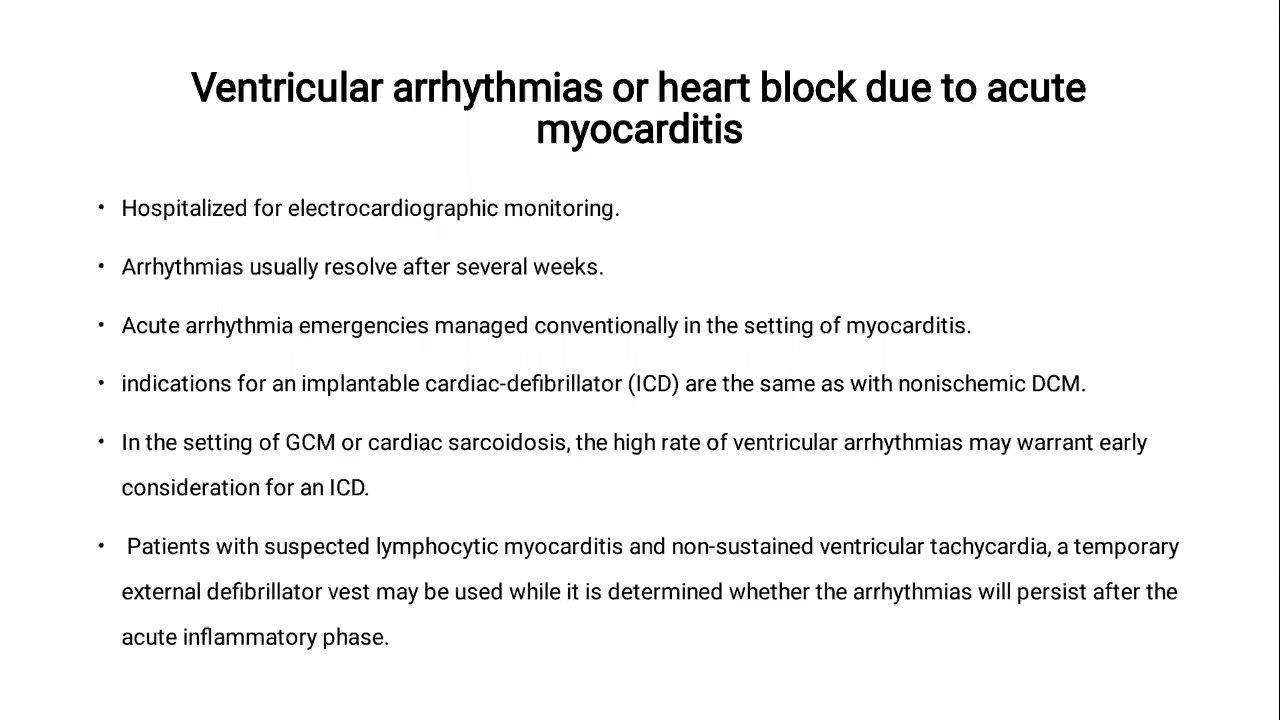 Ventricular arrhythmias or heart block due to acute
myocarditis
• Hospitalized for electrocardiographic monitoring.
• Arrhythmias usually resolve after several weeks.
• Acute arrhythmia emergencies managed conventionally in the setting of myocarditis.
• indications for an implantable cardiac-defibrillator (ICD) are the same as with nonischemic DCM.
• In the setting of GCM or cardiac sarcoidosis, the high rate of ventricular arrhythmias may warrant early
consideration for an ICD.
• Patients with suspected lymphocytic myocarditis and non-sustained ventricular tachycardia, a temporary
external defibrillator vest may be used while it is determined whether the arrhythmias will persist after the
acute inflammatory phase.